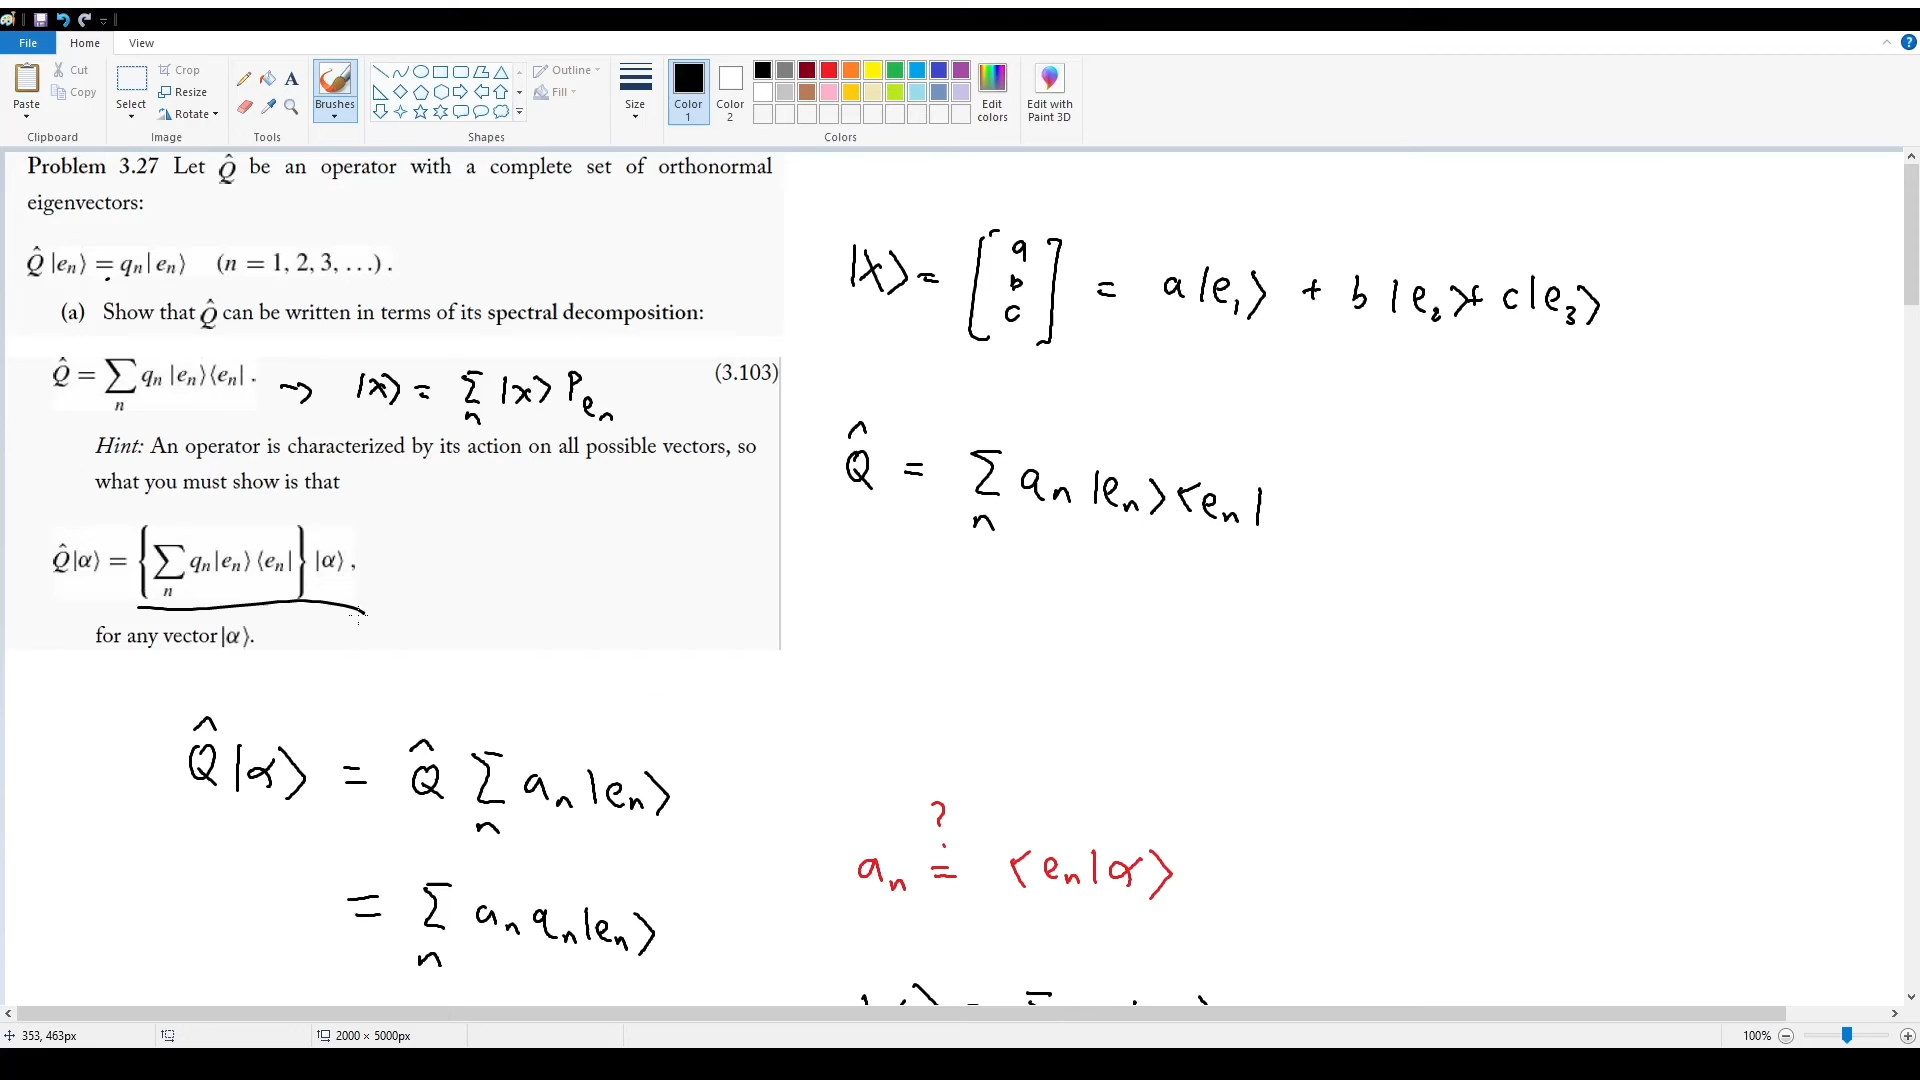 File Home View
Paste
Cut
Copy
Clipboard
Select
Crop
Resize
Rotate
Image
Tools
Brushes
Shapes
Outline
Fill
Size
Color 1
Color 2
Edit colors
Colors
Edit with Paint 3D
Problem 3.27 Let Q̂ be an operator with a complete set of orthonormal
eigenvectors:
Q̂ |eₙ⟩ = qₙ|eₙ⟩ (n = 1, 2, 3, …) .
(a) Show that Q̂ can be written in terms of its spectral decomposition:
Q̂ = ∑ₙ qₙ |eₙ⟩⟨eₙ| . → |x⟩ = ∑ₙ |x⟩ P_{eₙ} (3.103)
Hint: An operator is characterized by its action on all possible vectors, so
what you must show is that
Q̂|α⟩ = { ∑ₙ qₙ|eₙ⟩ ⟨eₙ| } |α⟩ ,
for any vector |α⟩.
|x⟩ = [a b c] = a|e₁⟩ + b|e₂⟩ + c|e₃⟩
Q̂ = ∑ₙ aₙ |eₙ⟩⟨eₙ|
Q̂|α⟩ = Q̂ ∑ₙ aₙ|eₙ⟩
= ∑ₙ aₙ qₙ|eₙ⟩
?
aₙ = ⟨eₙ|α⟩
353, 463px
2000 × 5000px
100%